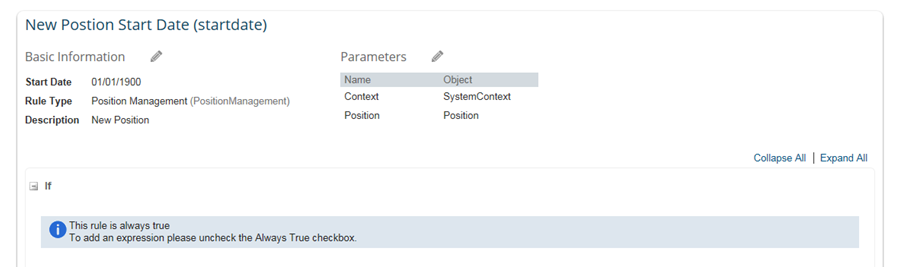 New Postion Start Date (startdate)
Basic Information
Parameters
Start Date 01/01/1900
Rule Type Position Management (PositionManagement)
Description New Position
Name Object
Context SystemContext
Position Position
Collapse All | Expand All
If
This rule is always true
To add an expression please uncheck the Always True checkbox.